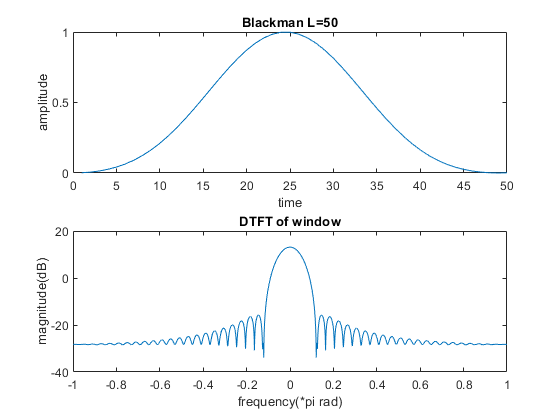 Blackman L=50
1
0.5
0
amplitude
0 5 10 15 20 25 30 35 40 45 50
time
DTFT of window
20
0
-20
-40
magnitude(dB)
-1 -0.8 -0.6 -0.4 -0.2 0 0.2 0.4 0.6 0.8 1
frequency(*pi rad)